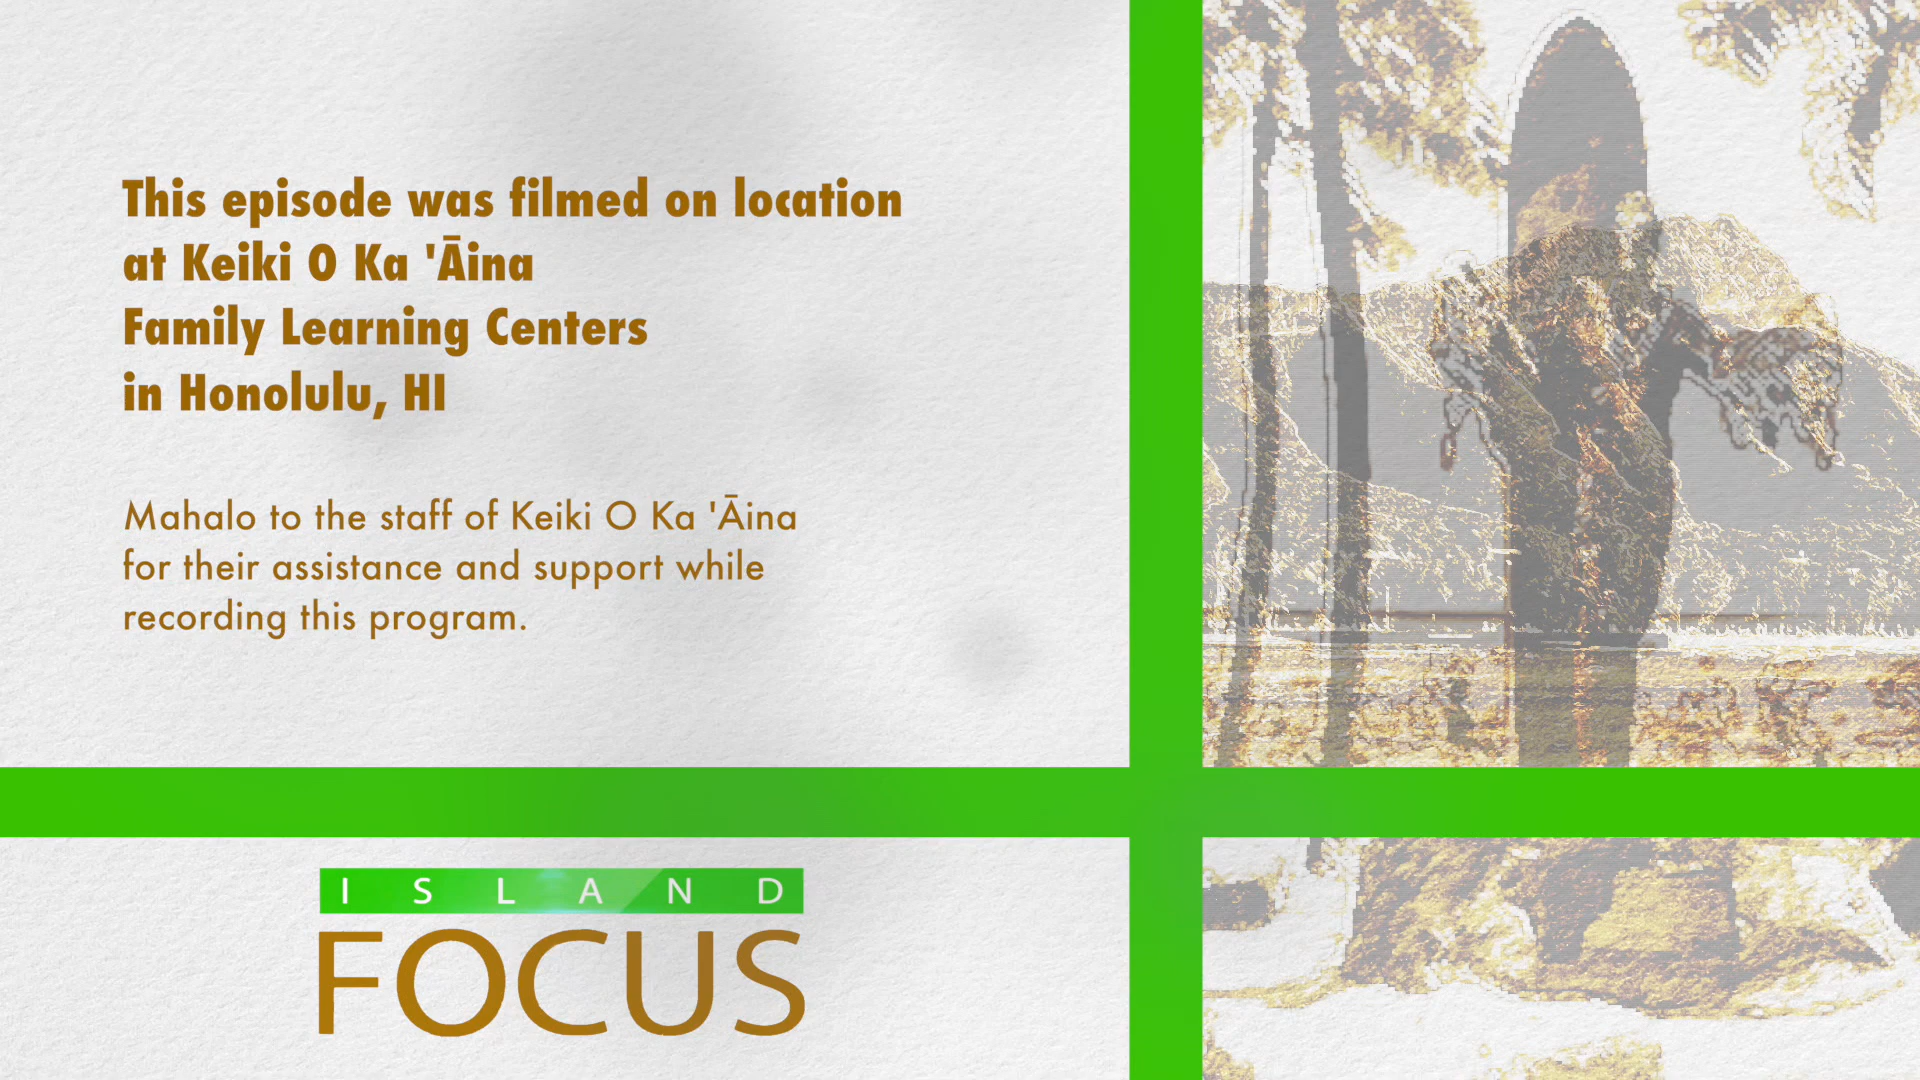 This episode was filmed on location
at Keiki O Ka 'Āina
Family Learning Centers
in Honolulu, HI
Mahalo to the staff of Keiki O Ka 'Āina
for their assistance and support while
recording this program.
ISLAND
FOCUS